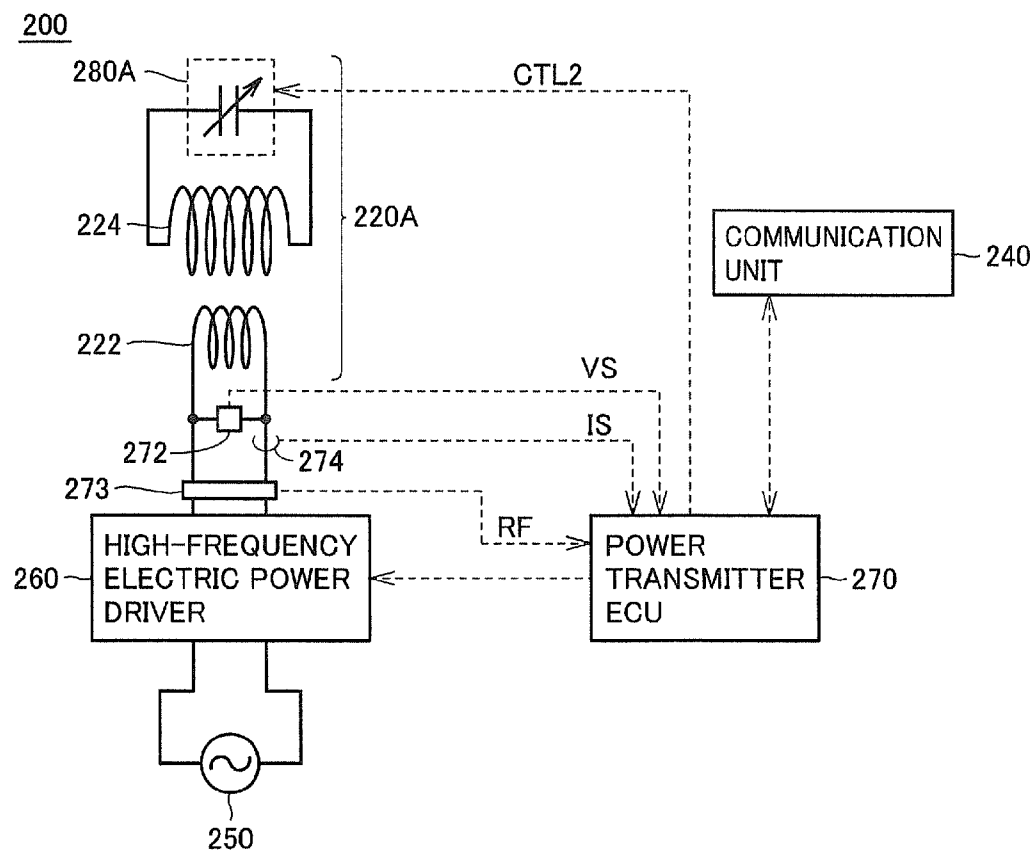 200
280A
CTL2
224
220A
COMMUNICATION
UNIT
240
222
VS
272
274
IS
273
RF
260
HIGH-FREQUENCY
ELECTRIC POWER
DRIVER
POWER
TRANSMITTER
ECU
270
250